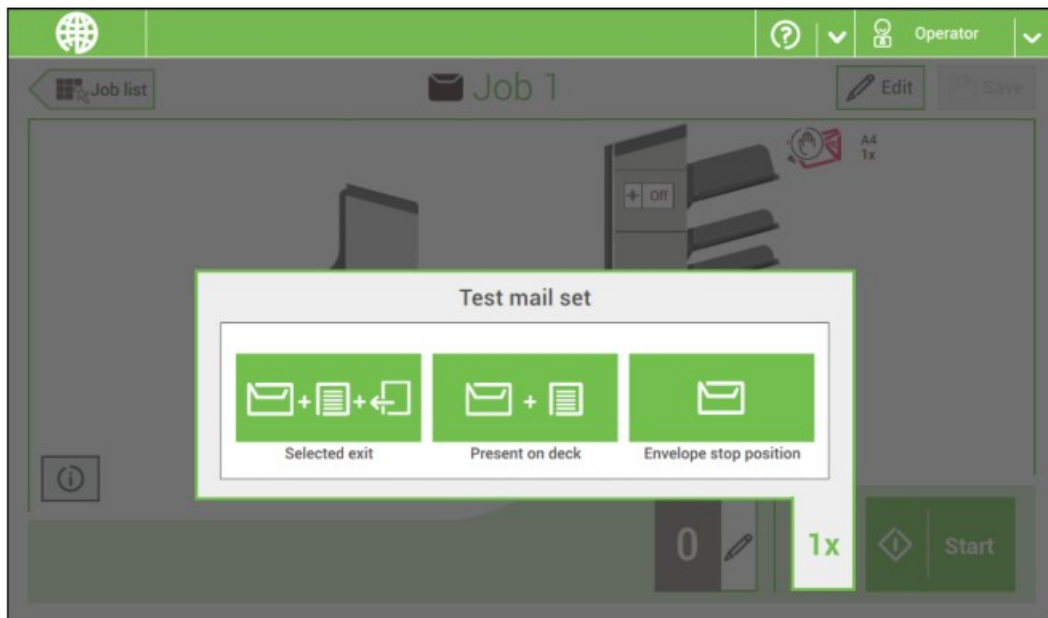 Operator
Job list
Job 1
Edit
Save
A4
1x
Off
Test mail set
Selected exit
Present on deck
Envelope stop position
0
1x
Start